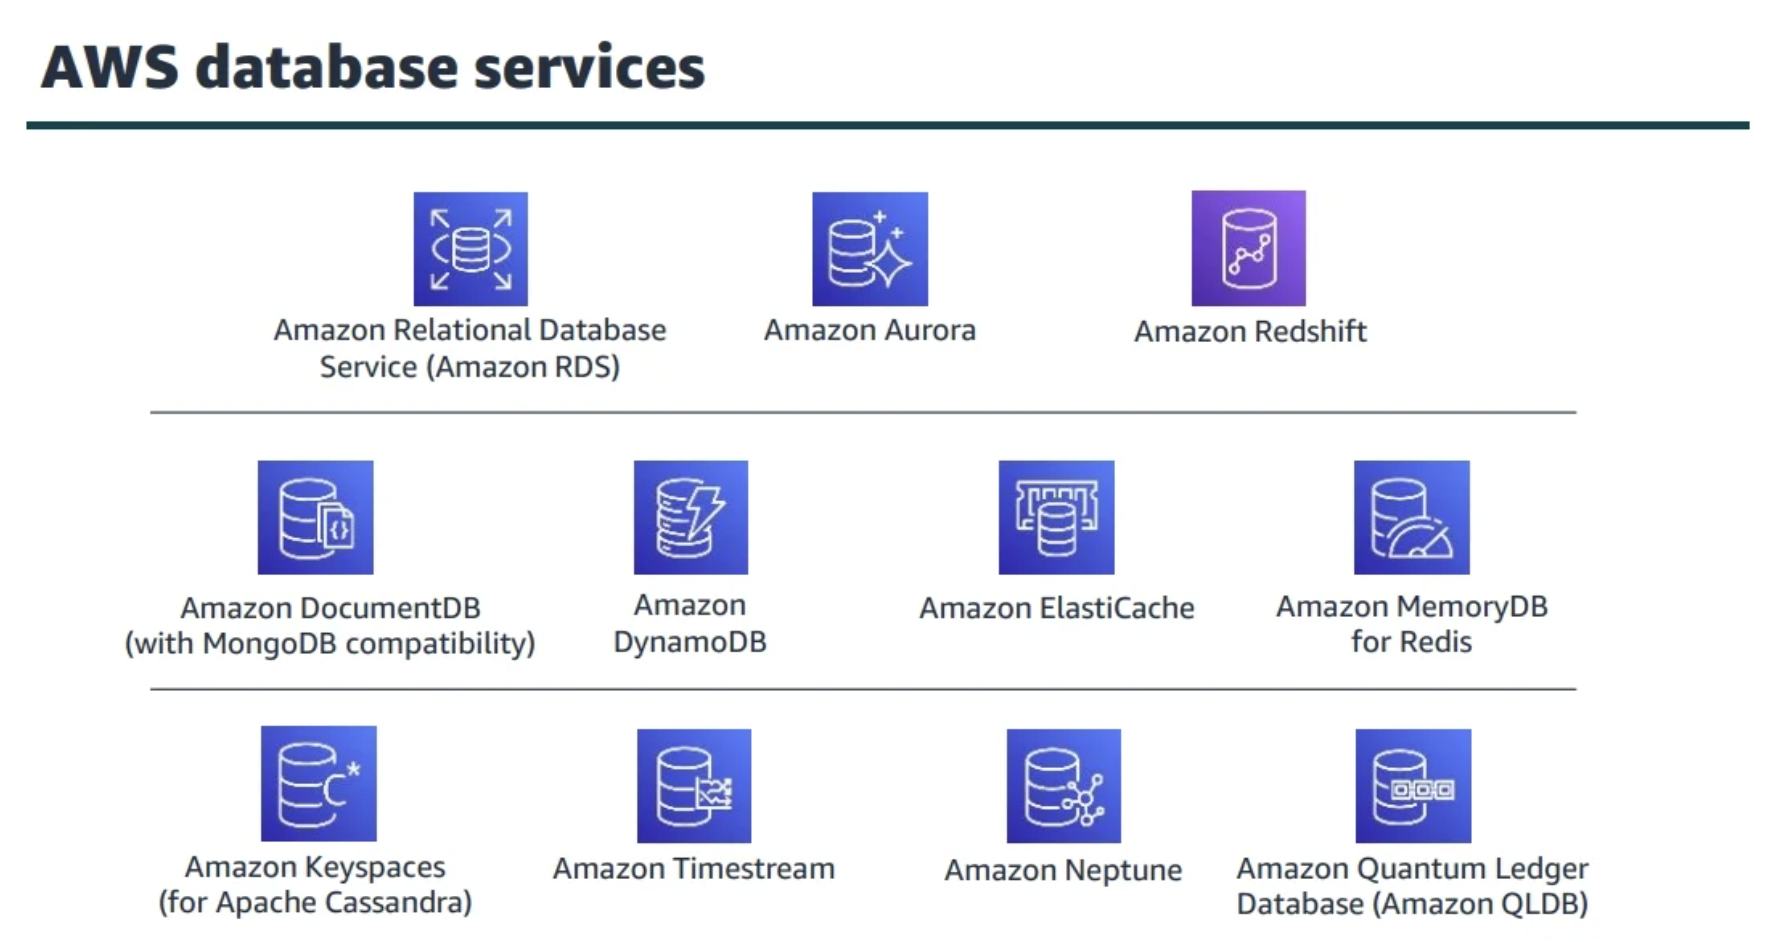 AWS database services
Amazon Relational Database
Service (Amazon RDS)
Amazon Aurora
Amazon Redshift
Amazon DocumentDB
(with MongoDB compatibility)
Amazon
DynamoDB
Amazon ElastiCache
Amazon MemoryDB
for Redis
Amazon Keyspaces
(for Apache Cassandra)
Amazon Timestream
Amazon Neptune
Amazon Quantum Ledger
Database (Amazon QLDB)